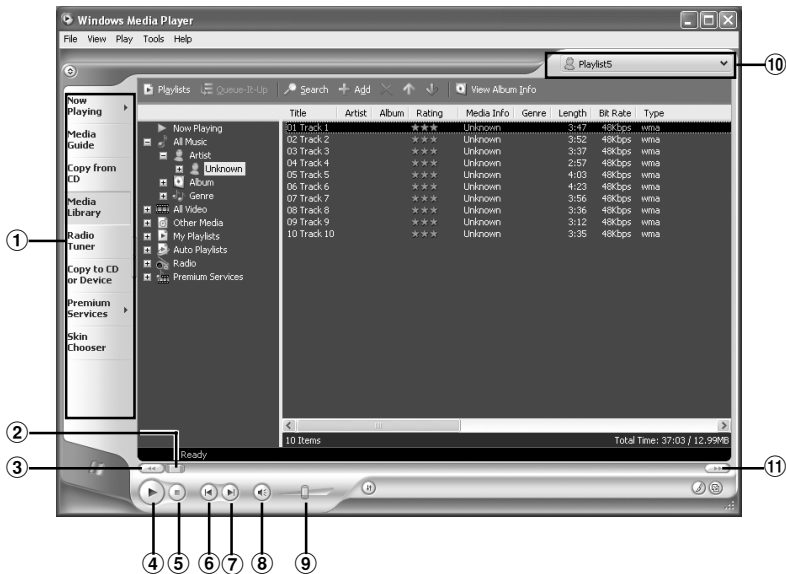 Windows Media Player
File View Play Tools Help
Playlist5
⑩
Playlists Queue-It-Up Search Add View Album Info
Now Playing
Media Guide
Copy from CD
Media Library
Radio Tuner
Copy to CD or Device
Premium Services
Skin Chooser
①
Now Playing
All Music
Artist
Unknown
Album
Genre
All Video
Other Media
My Playlists
Auto Playlists
Radio
Premium Services
Title Artist Album Rating Media Info Genre Length Bit Rate Type
01 Track 1 ★★★ Unknown 3:47 48Kbps wma
02 Track 2 ★★★ Unknown 3:52 48Kbps wma
03 Track 3 ★★★ Unknown 3:37 48Kbps wma
04 Track 4 ★★★ Unknown 2:57 48Kbps wma
05 Track 5 ★★★ Unknown 4:03 48Kbps wma
06 Track 6 ★★★ Unknown 4:23 48Kbps wma
07 Track 7 ★★★ Unknown 3:56 48Kbps wma
08 Track 8 ★★★ Unknown 3:36 48Kbps wma
09 Track 9 ★★★ Unknown 3:12 48Kbps wma
10 Track 10 ★★★ Unknown 3:35 48Kbps wma
10 Items Total Time: 37:03 / 12.99MB
②
Ready
③ ⑪
④ ⑤ ⑥ ⑦ ⑧ ⑨